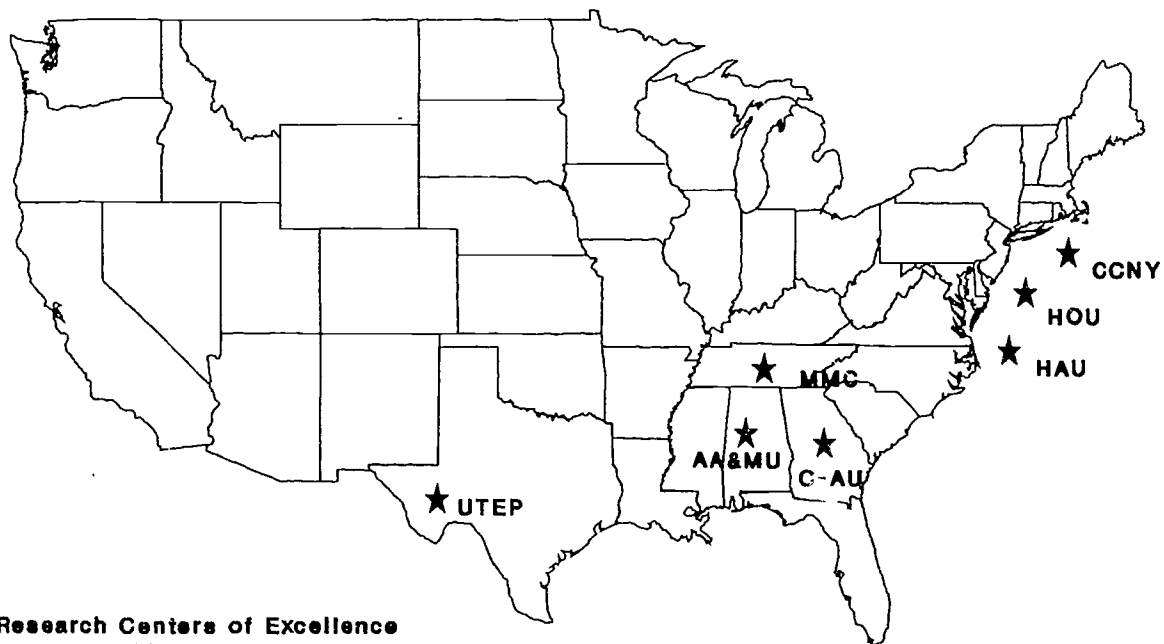 CCNY
HOU
HAU
MMC
AA&MU
C-AU
UTEP
Research Centers of Excellence